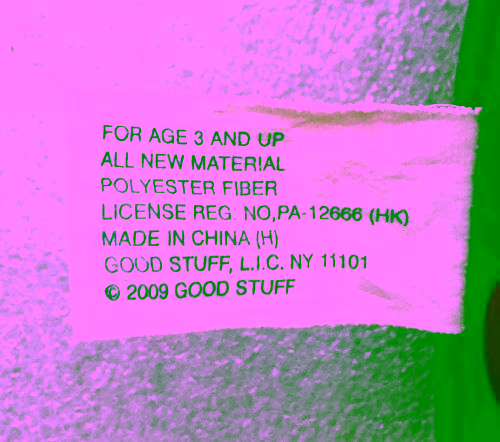 FOR AGE 3 AND UP
ALL NEW MATERIAL
POLYESTER FIBER
LICENSE REG. NO,PA-12666 (HK)
MADE IN CHINA (H)
GOOD STUFF, L.I.C. NY 11101
© 2009 GOOD STUFF